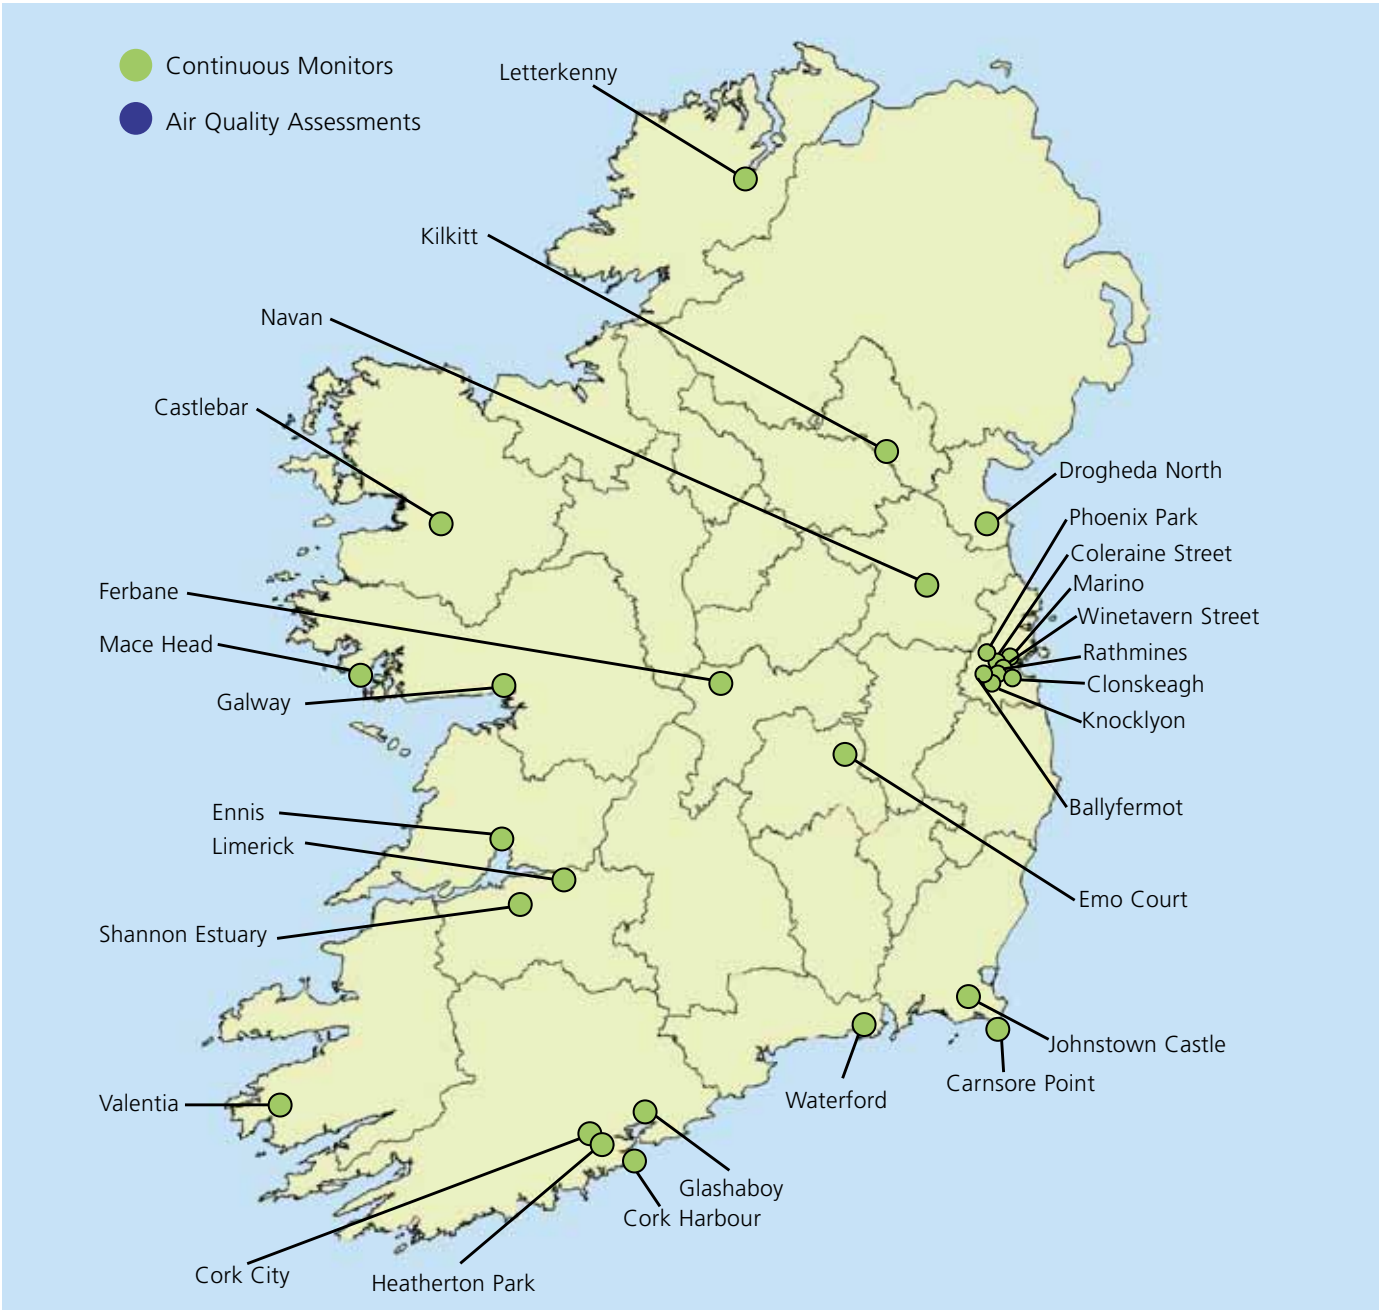 Continuous Monitors
Air Quality Assessments
Letterkenny
Kilkitt
Navan
Castlebar
Drogheda North
Phoenix Park
Coleraine Street
Marino
Ferbane
Winetavern Street
Mace Head
Rathmines
Clonskeagh
Galway
Knocklyon
Ballyfermot
Ennis
Limerick
Emo Court
Shannon Estuary
Johnstown Castle
Carnsore Point
Waterford
Valentia
Glashaboy
Cork Harbour
Cork City
Heatherton Park